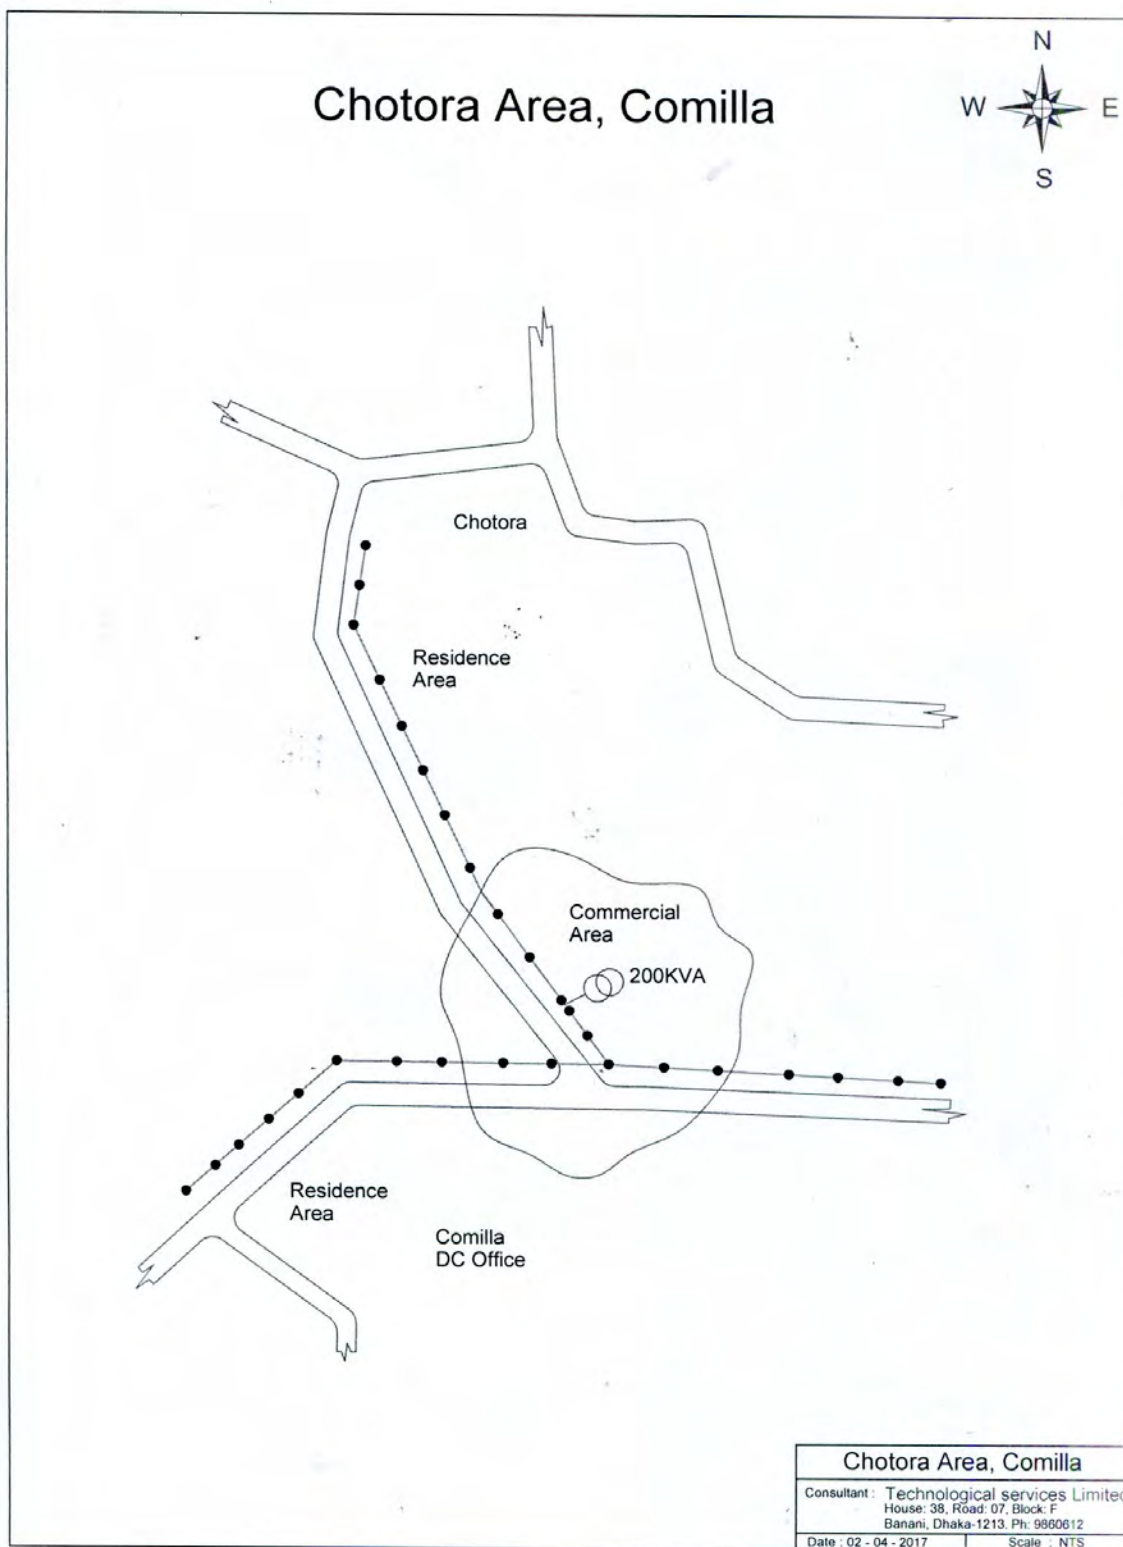 N
Chotora Area, Comilla
W
E
S
Chotora
Residence
Area
Commercial
Area
200KVA
Residence
Area
Comilla
DC Office
Chotora Area, Comilla
Consultant : Technological services Limited
House: 38, Road: 07, Block: F
Banani, Dhaka-1213. Ph: 9860612
Date : 02 - 04 - 2017
Scale : NTS